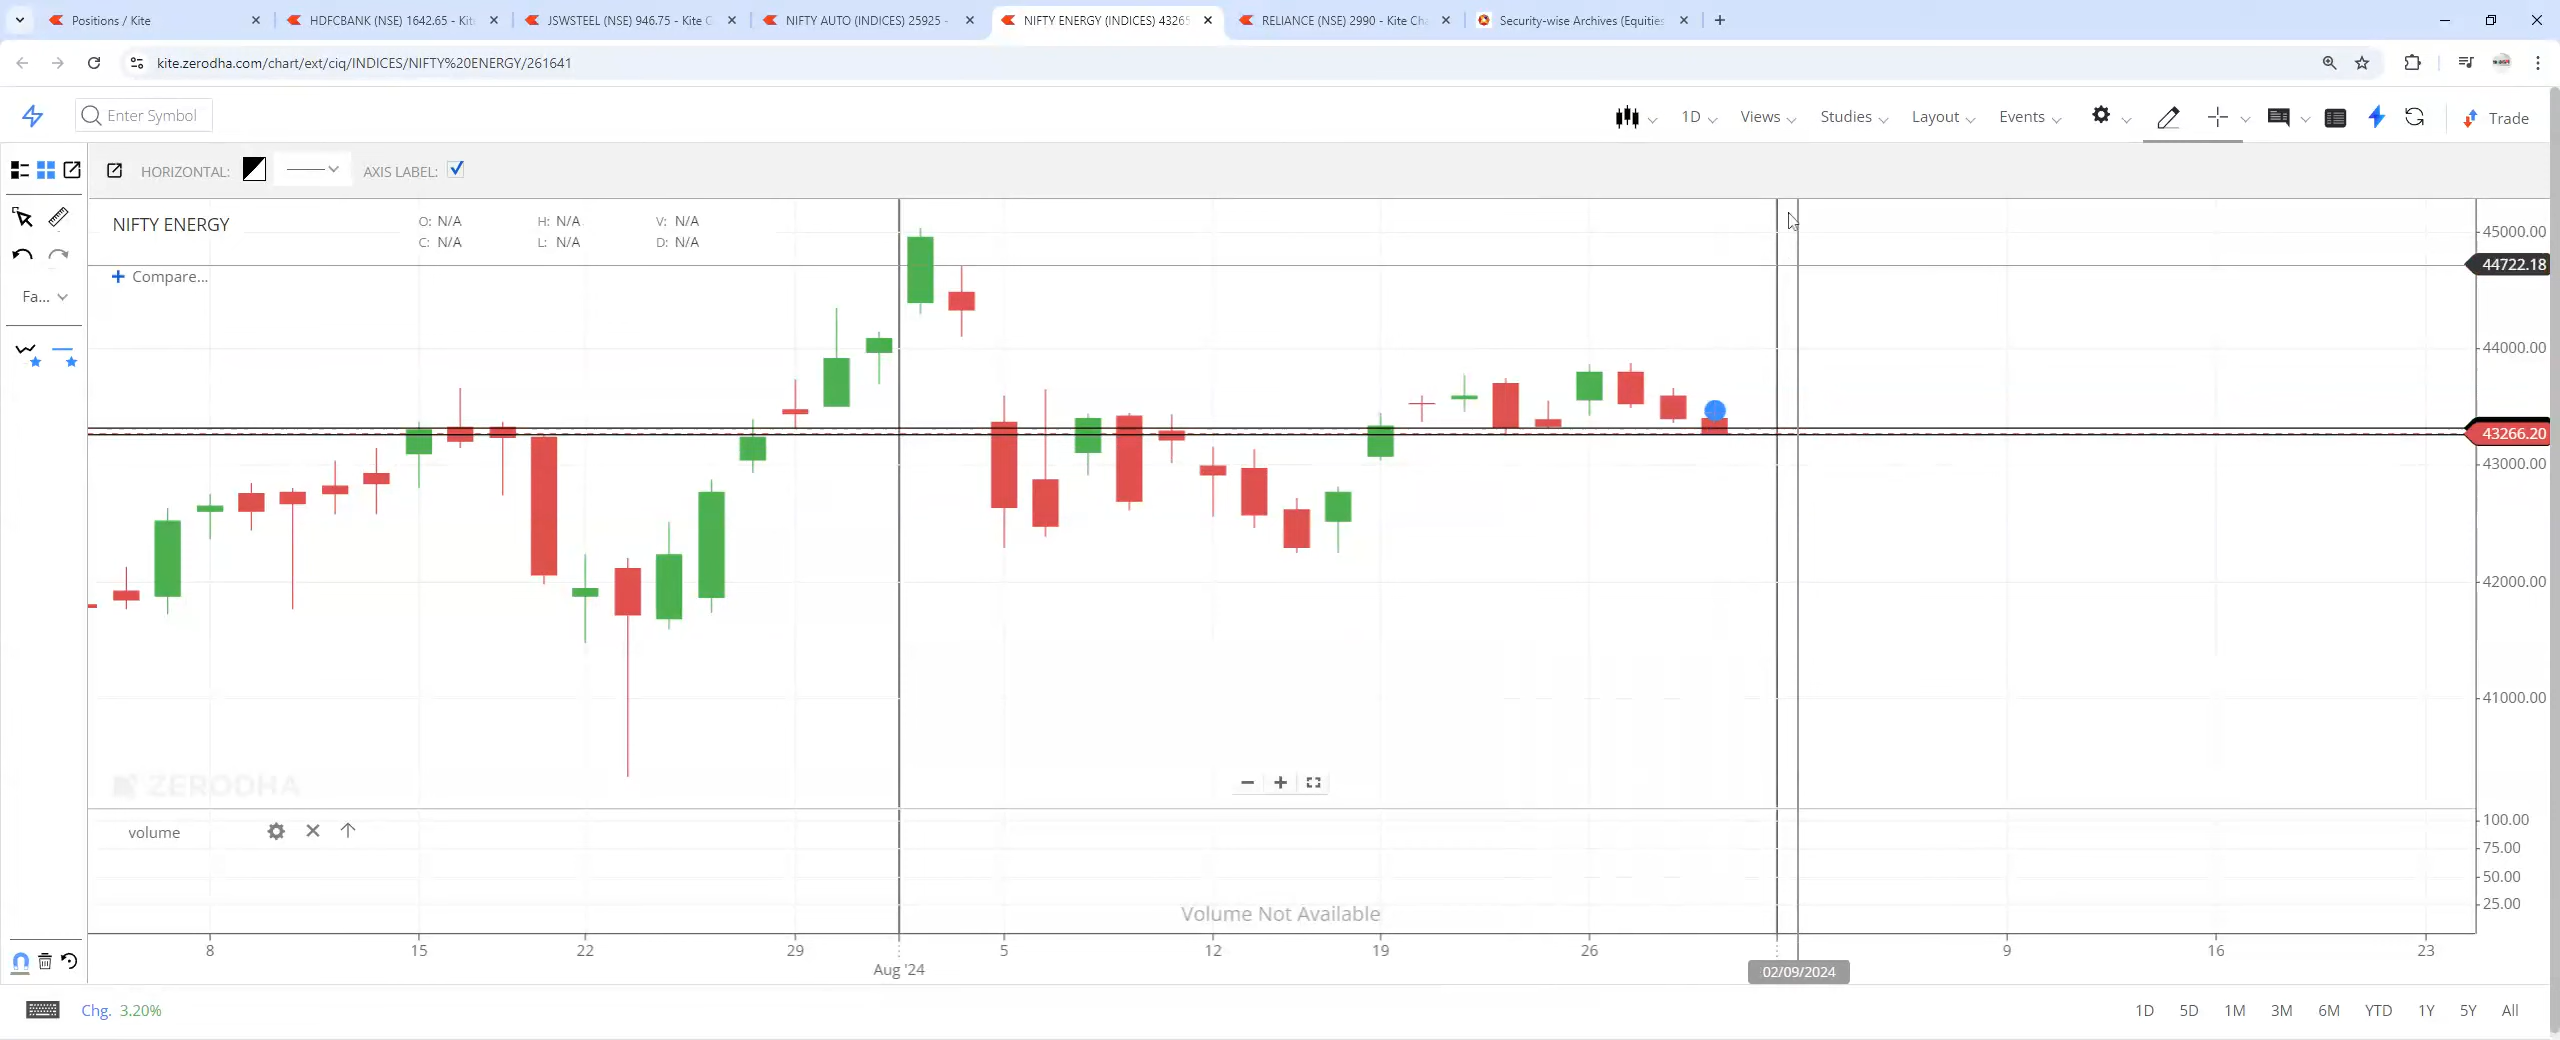 Positions / Kite
HDFCBANK (NSE) 1642.65 - Kit
JSWSTEEL (NSE) 946.75 - Kite C
NIFTY AUTO (INDICES) 25925 -
NIFTY ENERGY (INDICES) 43265
RELIANCE (NSE) 2990 - Kite Cha
Security-wise Archives (Equities
kite.zerodha.com/chart/ext/ciq/INDICES/NIFTY%20ENERGY/261641
Enter Symbol
1D
Views
Studies
Layout
Events
Trade
HORIZONTAL:
AXIS LABEL:
NIFTY ENERGY
O: N/A
H: N/A
V: N/A
C: N/A
L: N/A
D: N/A
+ Compare...
Fa...
45000.00
44722.18
44000.00
43266.20
43000.00
42000.00
41000.00
ZERODHA
volume
100.00
75.00
50.00
25.00
Volume Not Available
8
15
22
29
5
12
19
26
9
16
23
Aug '24
02/09/2024
Chg. 3.20%
1D
5D
1M
3M
6M
YTD
1Y
5Y
All